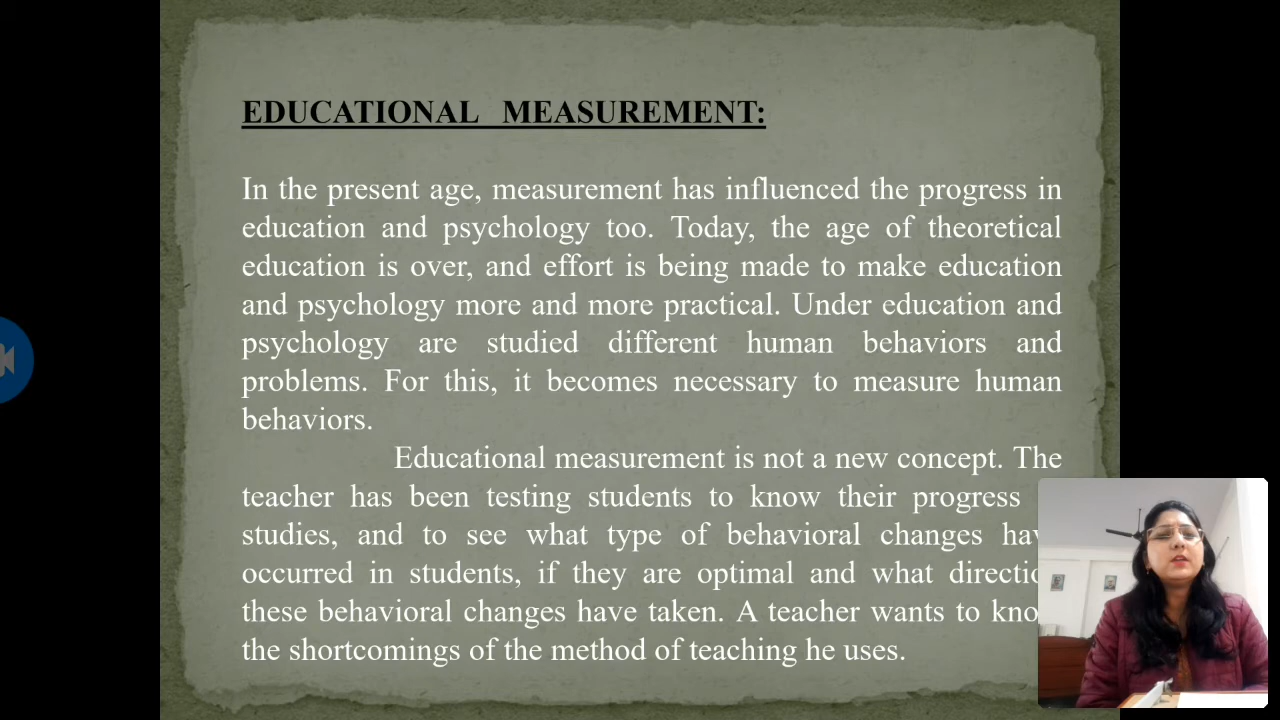 EDUCATIONAL MEASUREMENT:
In the present age, measurement has influenced the progress in
education and psychology too. Today, the age of theoretical
education is over, and effort is being made to make education
and psychology more and more practical. Under education and
psychology are studied different human behaviors and
problems. For this, it becomes necessary to measure human
behaviors.
Educational measurement is not a new concept. The
teacher has been testing students to know their progress
studies, and to see what type of behavioral changes
occurred in students, if they are optimal and what
these behavioral changes have taken. A teacher wants to
the shortcomings of the method of teaching he uses.